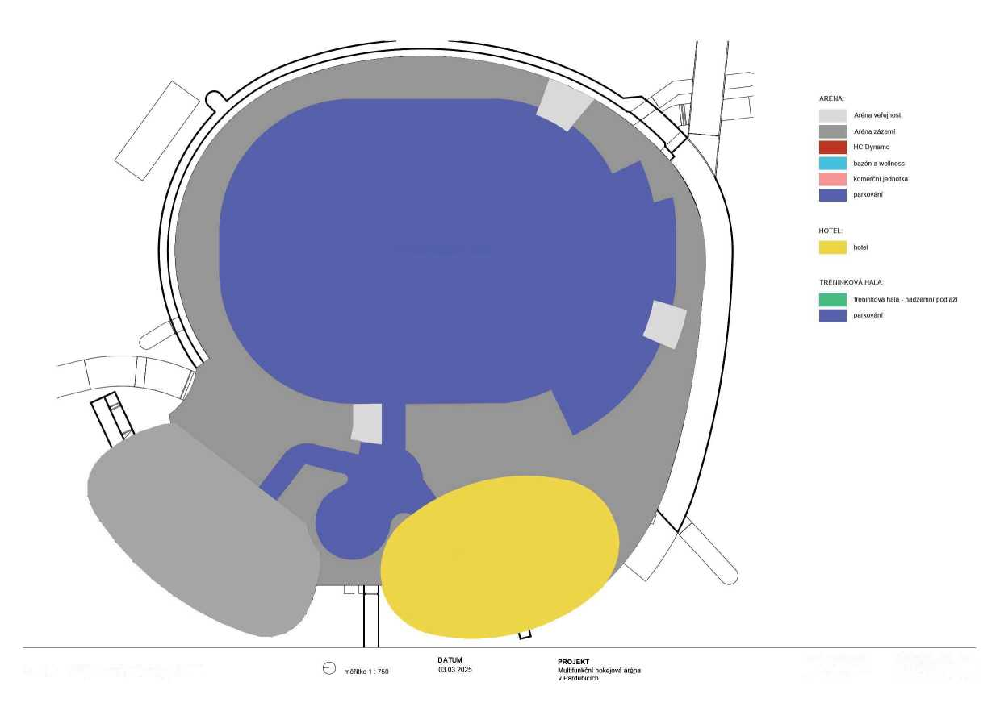 ARÉNA:
Aréna veřejnost
Aréna zázemí
HC Dynamo
bazén a wellness
komerční jednotka
parkování
HOTEL:
hotel
TRÉNINKOVÁ HALA:
tréninková hala - nadzemní podlaží
parkování
měřítko 1 : 750
DATUM
03.03.2025
PROJEKT
Multifunkční hokejová aréna
v Pardubicích